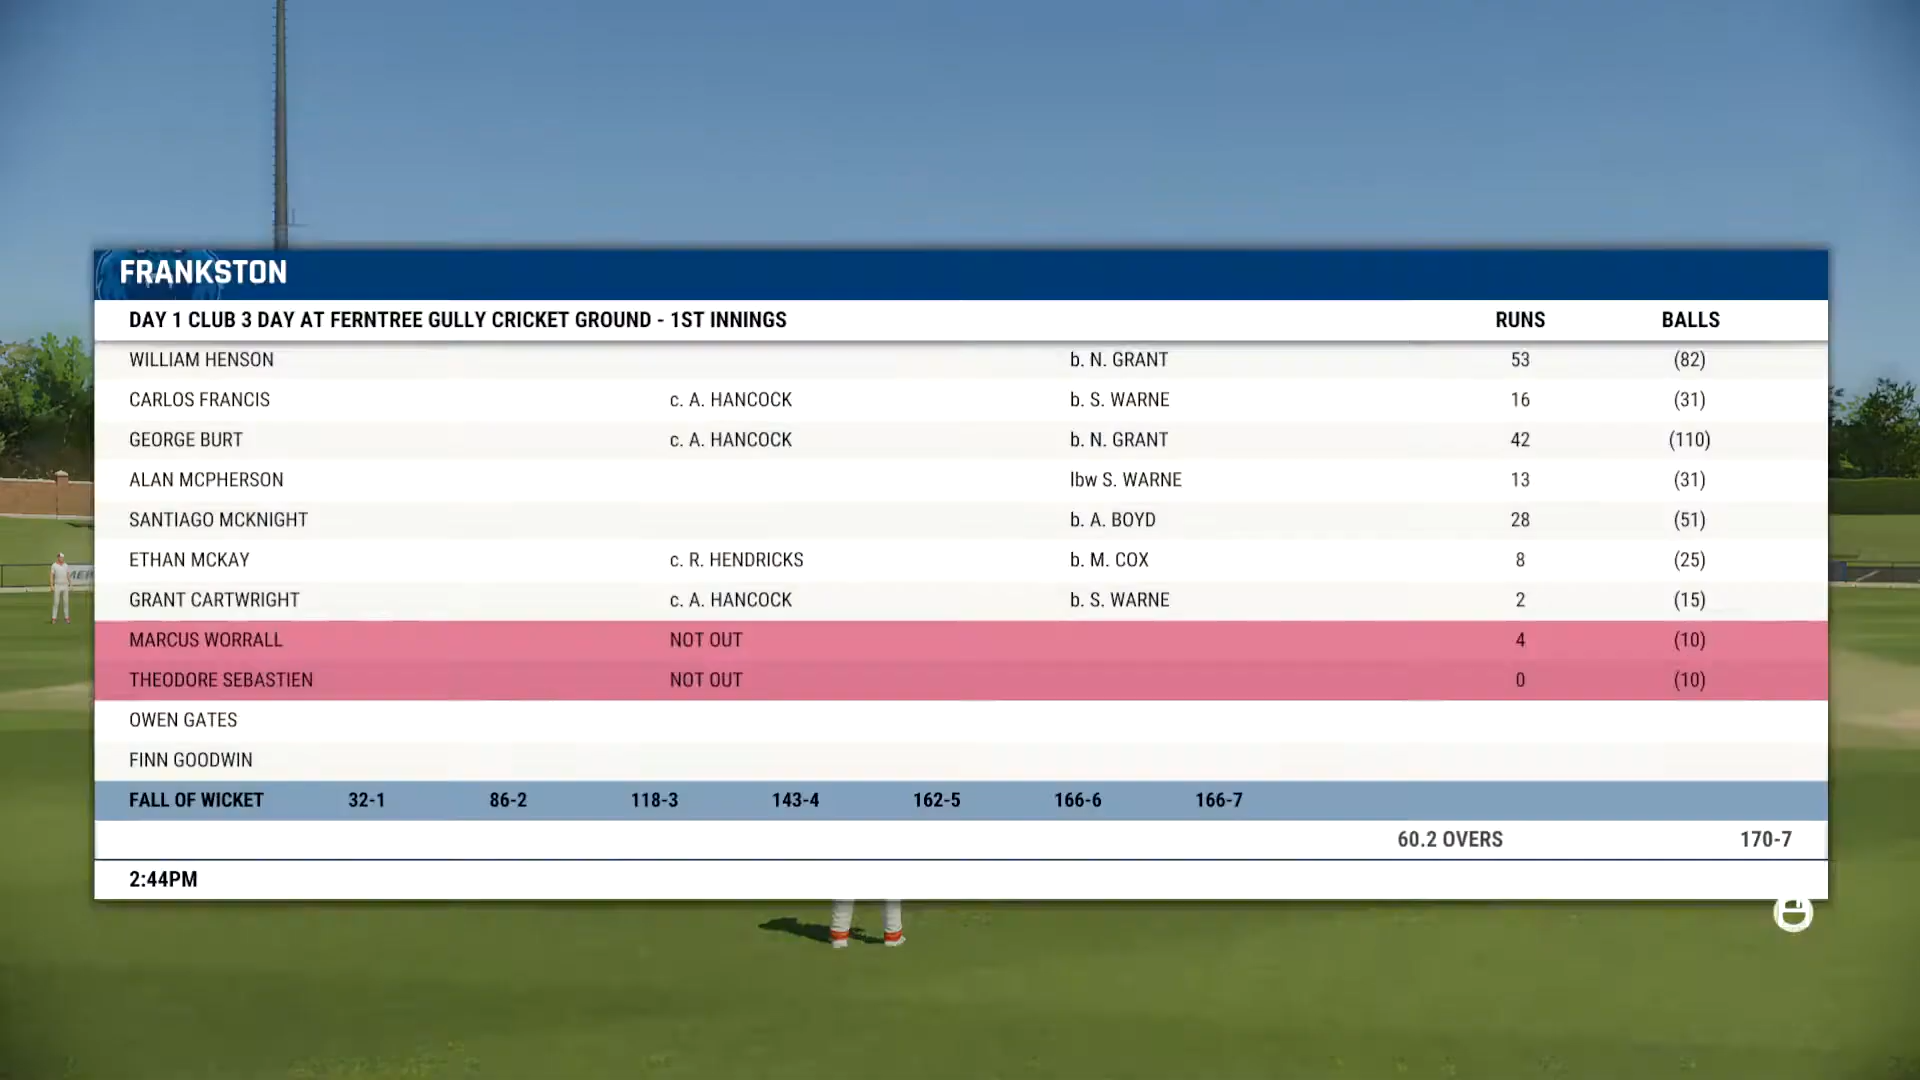 FRANKSTON
DAY 1 CLUB 3 DAY AT FERNTREE GULLY CRICKET GROUND - 1ST INNINGS RUNS BALLS
WILLIAM HENSON b. N. GRANT 53 (82)
CARLOS FRANCIS c. A. HANCOCK b. S. WARNE 16 (31)
GEORGE BURT c. A. HANCOCK b. N. GRANT 42 (110)
ALAN MCPHERSON lbw S. WARNE 13 (31)
SANTIAGO MCKNIGHT b. A. BOYD 28 (51)
ETHAN MCKAY c. R. HENDRICKS b. M. COX 8 (25)
GRANT CARTWRIGHT c. A. HANCOCK b. S. WARNE 2 (15)
MARCUS WORRALL NOT OUT 4 (10)
THEODORE SEBASTIEN NOT OUT 0 (10)
OWEN GATES
FINN GOODWIN
FALL OF WICKET 32-1 86-2 118-3 143-4 162-5 166-6 166-7
60.2 OVERS 170-7
2:44PM